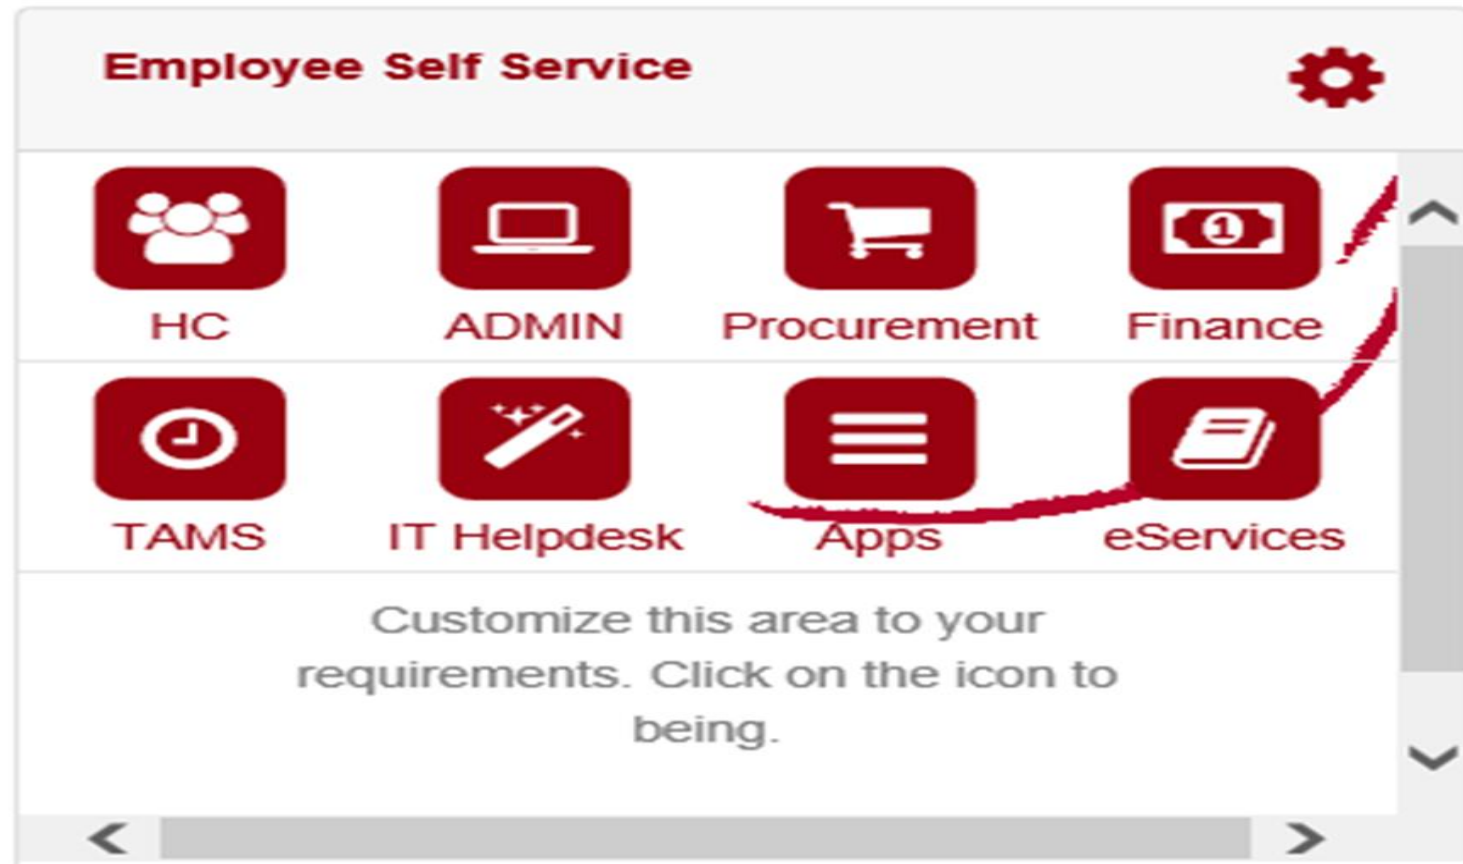 Employee Self Service
HC ADMIN Procurement Finance
TAMS IT Helpdesk Apps eServices
Customize this area to your
requirements. Click on the icon to
being.